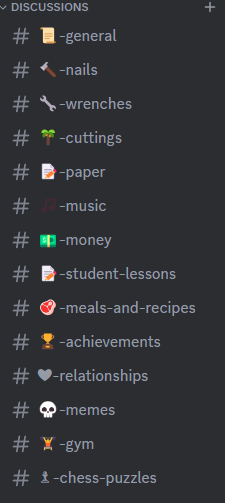 DISCUSSIONS
# 📜-general
# 🔨-nails
# 🔧-wrenches
# 🌴-cuttings
# 📝-paper
# 🎵-music
# 💵-money
# 📝-student-lessons
# 🥩-meals-and-recipes
# 🏆-achievements
# 🖤-relationships
# 💀-memes
# 🏋-gym
# ♟-chess-puzzles